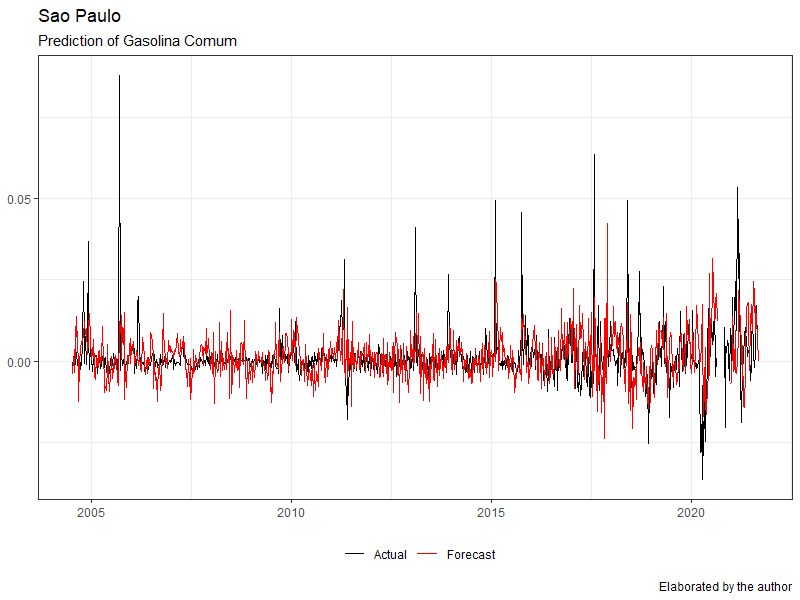 Sao Paulo
Prediction of Gasolina Comum
0.05
0.00
2005 2010 2015 2020
Actual Forecast
Elaborated by the author